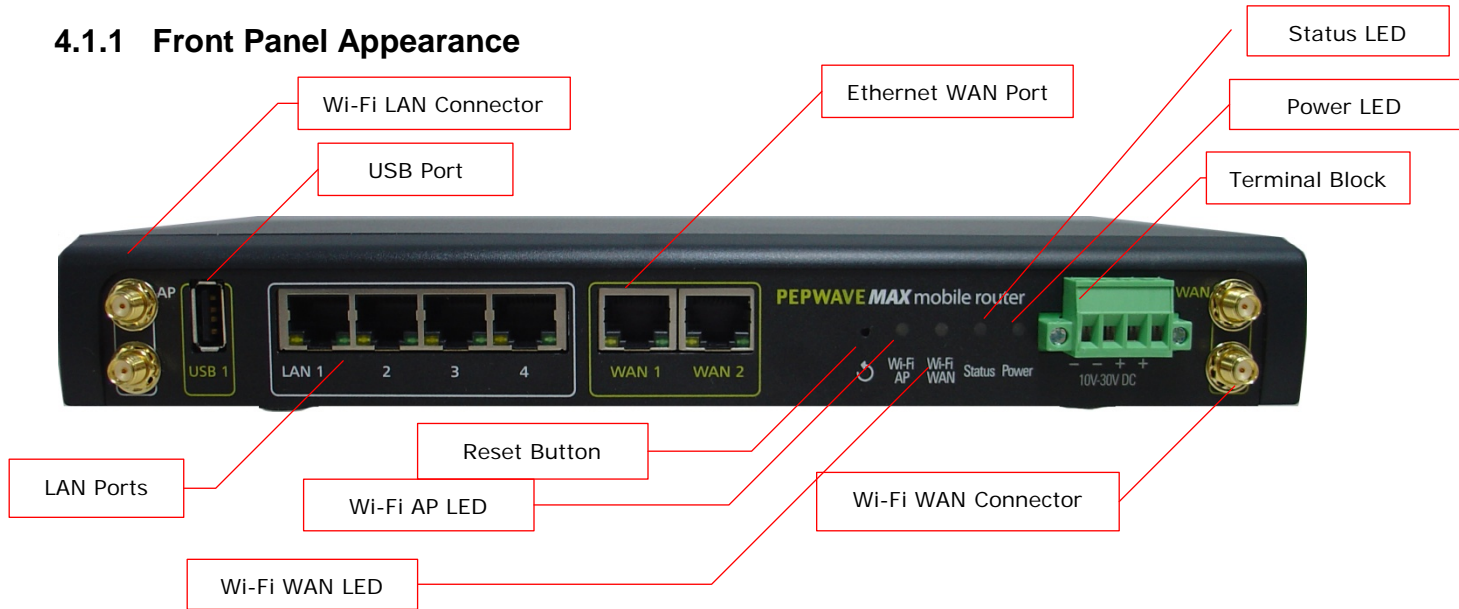 4.1.1 Front Panel Appearance
Status LED
Wi-Fi LAN Connector
Ethernet WAN Port
Power LED
USB Port
Terminal Block
AP
USB 1
LAN 1 2 3 4
WAN 1 WAN 2
PEPWAVE MAX mobile router
Wi-Fi
AP
Wi-Fi
WAN
Status Power
– – + +
10V-30V DC
WAN
Reset Button
LAN Ports
Wi-Fi AP LED
Wi-Fi WAN Connector
Wi-Fi WAN LED